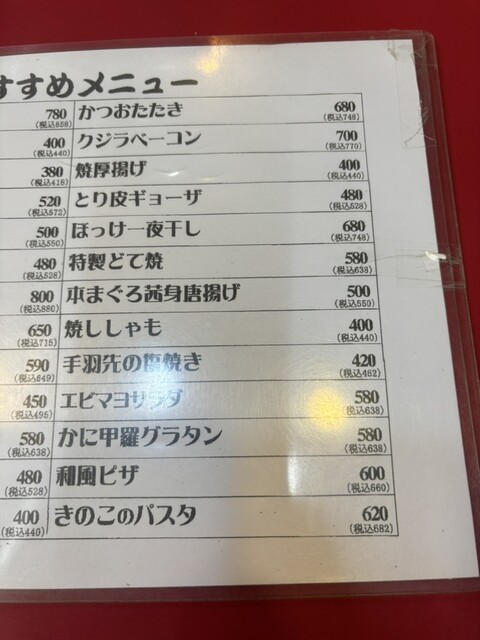 すすめメニュー
780 かつおたたき 680
(税込858) (税込748)
400 クジラベーコン 700
(税込440) (税込770)
380 焼厚揚げ 400
(税込418) (税込440)
520 とり皮ギョーザ 480
(税込572) (税込528)
500 ほっけ一夜干し 680
(税込550) (税込748)
480 特製どて焼 580
(税込528) (税込638)
800 本まぐろ茜身唐揚げ 500
(税込880) (税込550)
650 焼ししゃも 400
(税込715) (税込440)
590 手羽先の塩焼き 420
(税込649) (税込462)
450 エビマヨサラダ 580
(税込495) (税込638)
580 かに甲羅グラタン 580
(税込638) (税込638)
480 和風ピザ 600
(税込528) (税込660)
400 きのこのパスタ 620
(税込440) (税込682)